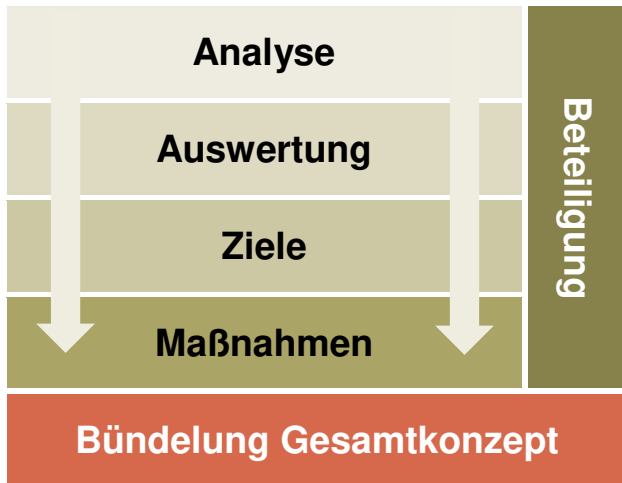 Analyse
Auswertung
Ziele
Maßnahmen
Beteiligung
Bündelung Gesamtkonzept